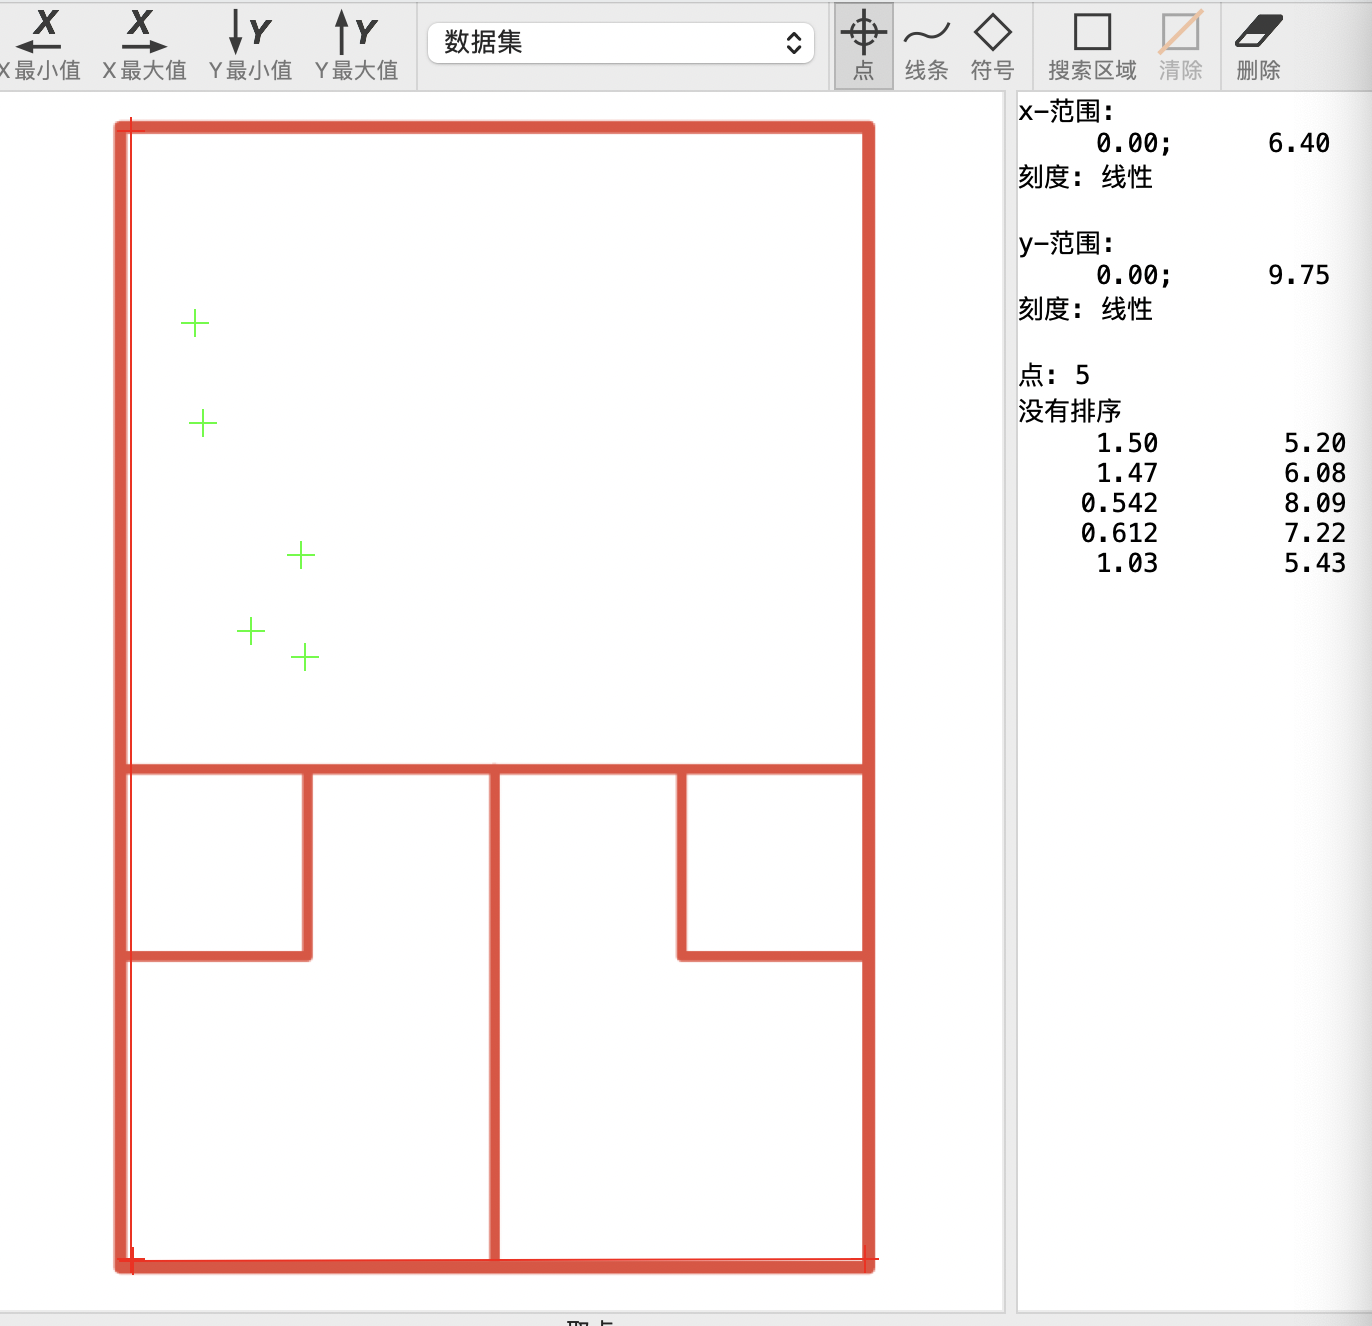 X
X
Y
Y
X最小值
X最大值
Y最小值
Y最大值
数据集
点
线条
符号
搜索区域
清除
删除
x-范围:
0.00; 6.40
刻度: 线性
y-范围:
0.00; 9.75
刻度: 线性
点: 5
没有排序
1.50 5.20
1.47 6.08
0.542 8.09
0.612 7.22
1.03 5.43